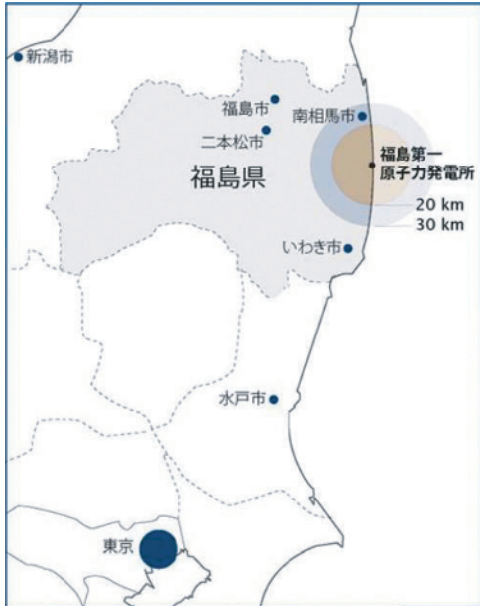 新潟市
福島市
南相馬市
二本松市
福島第一
原子力発電所
福島県
20 km
30 km
いわき市
水戸市
東京